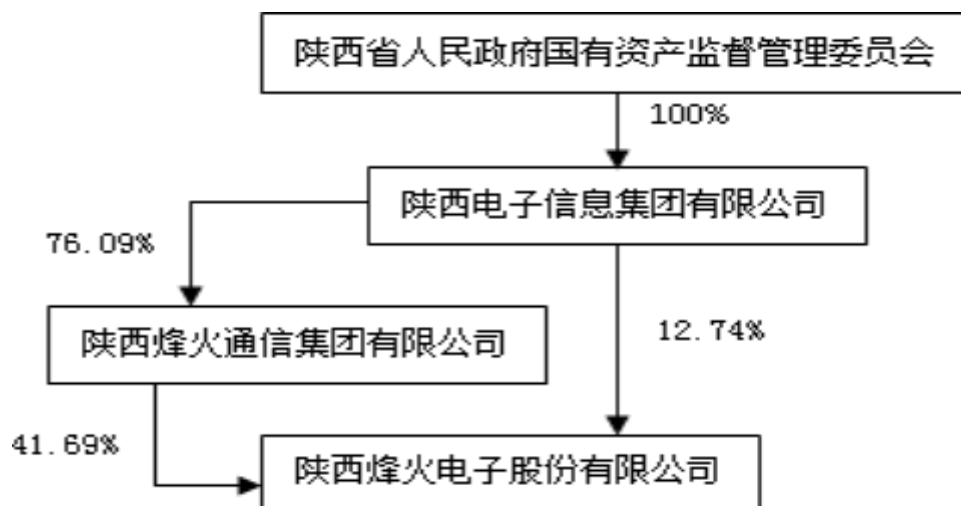 陕西省人民政府国有资产监督管理委员会
100%
陕西电子信息集团有限公司
76.09%
陕西烽火通信集团有限公司
12.74%
41.69%
陕西烽火电子股份有限公司